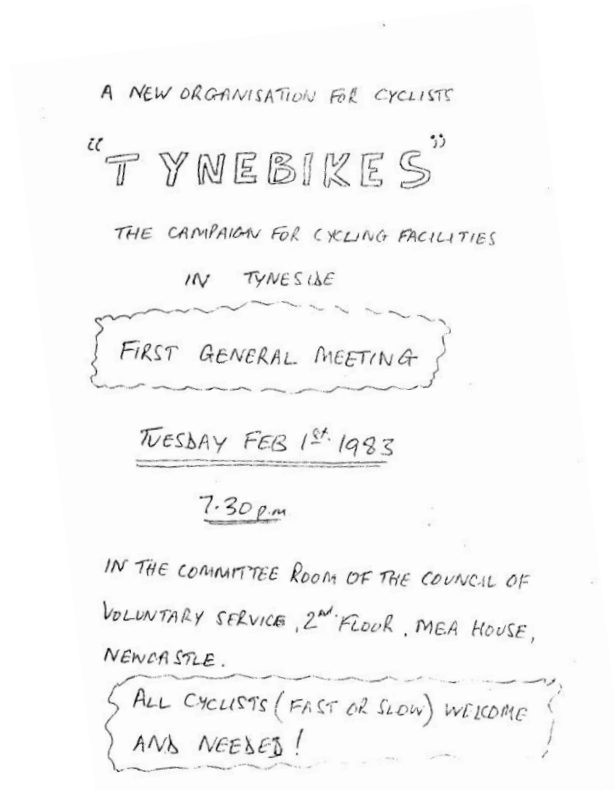 A NEW ORGANISATION FOR CYCLISTS
"TYNEBIKES"
THE CAMPAIGN FOR CYCLING FACILITIES
IN TYNESIDE
FIRST GENERAL MEETING
TUESDAY FEB 1st. 1983
7.30 p.m.
IN THE COMMITTEE ROOM OF THE COUNCIL OF
VOLUNTARY SERVICE, 2nd. FLOOR, MEA HOUSE,
NEWCASTLE.
ALL CYCLISTS (FAST OR SLOW) WELCOME
AND NEEDED!